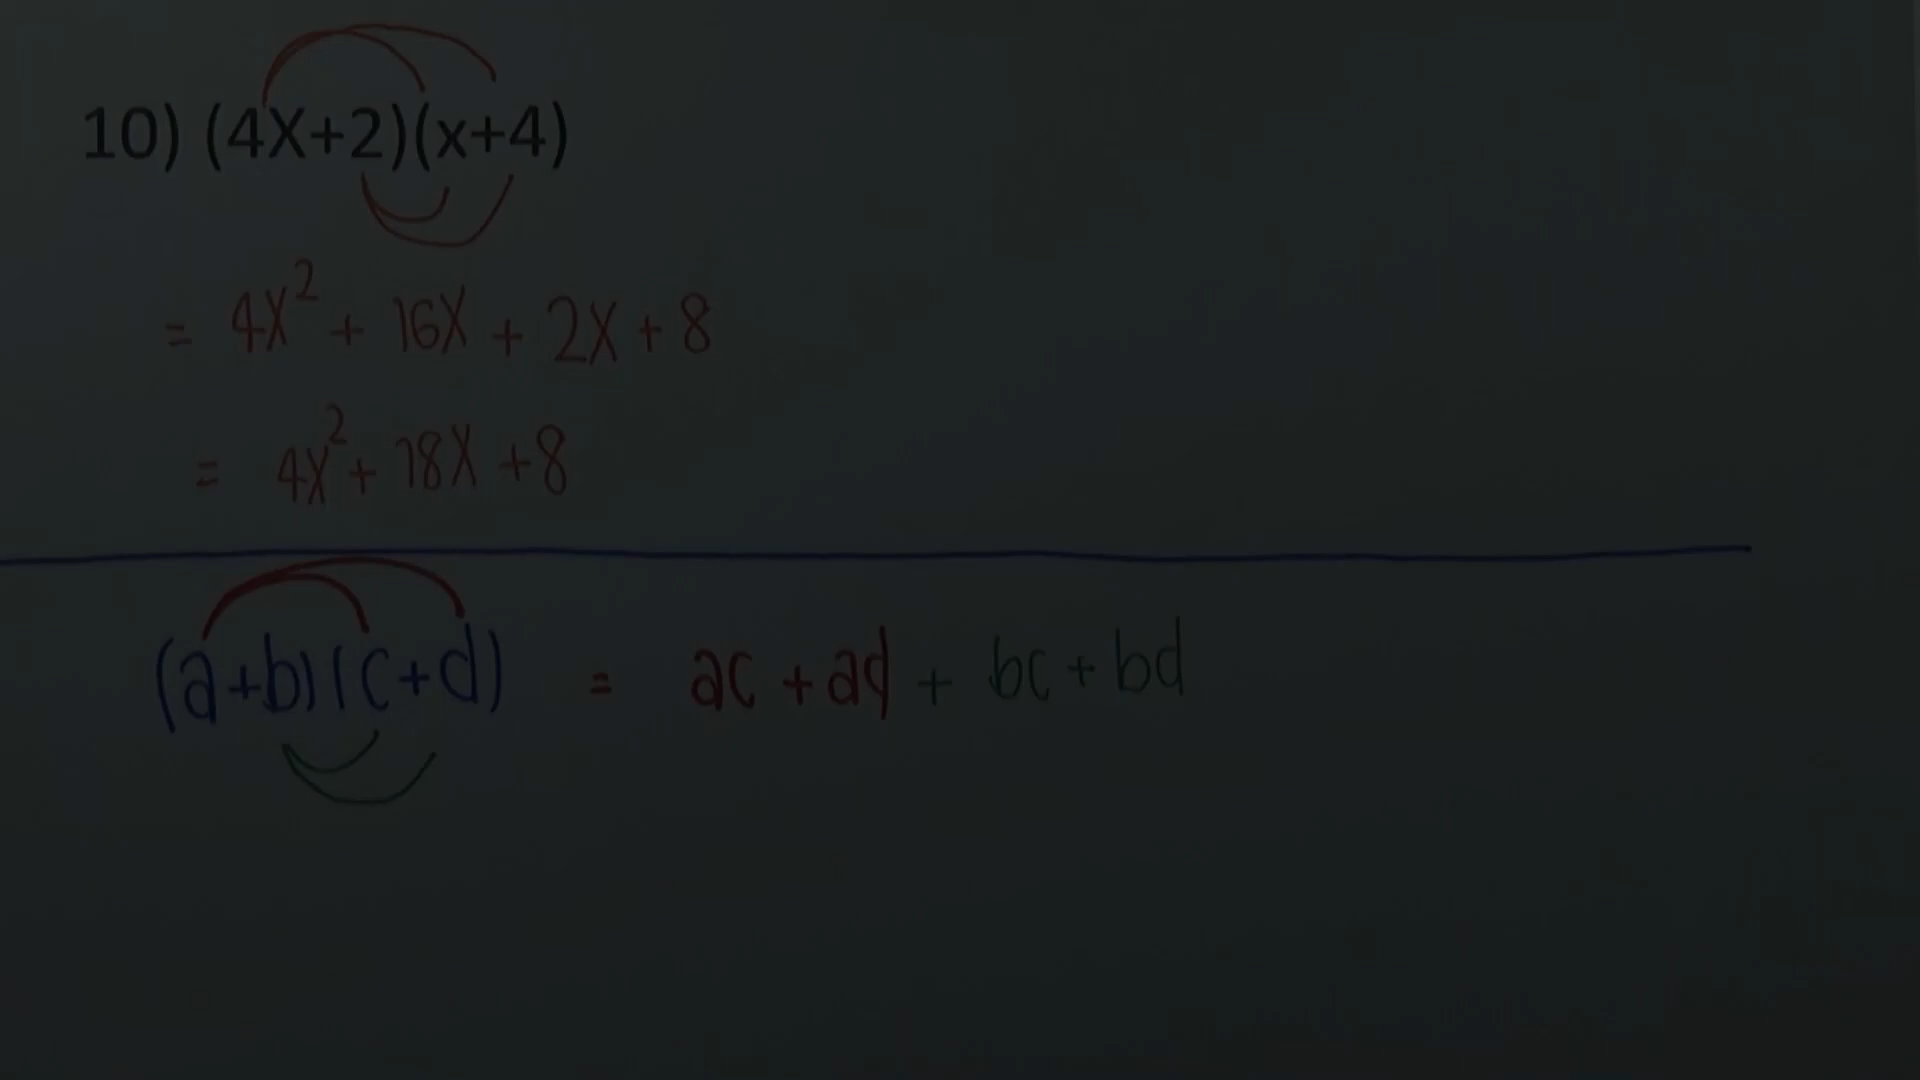 10) (4X+2)(x+4)
= 4X² + 16X + 2X + 8
= 4X² + 18X + 8
(a+b)(c+d) = ac + ad + bc + bd